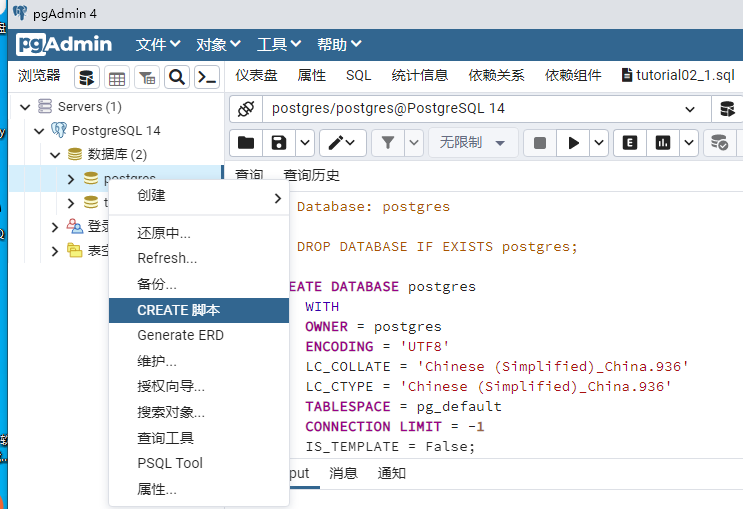 pgAdmin 4
pgAdmin 文件 对象 工具 帮助
浏览器 仪表盘 属性 SQL 统计信息 依赖关系 依赖组件 tutorial02_1.sql
Servers (1)
PostgreSQL 14
数据库 (2)
postgres
登录
表空
postgres/postgres@PostgreSQL 14
无限制
查询 查询历史
创建
还原中...
Refresh...
备份...
CREATE 脚本
Generate ERD
维护...
授权向导...
搜索对象...
查询工具
PSQL Tool
属性...
Database: postgres
DROP DATABASE IF EXISTS postgres;
EATE DATABASE postgres
WITH
OWNER = postgres
ENCODING = 'UTF8'
LC_COLLATE = 'Chinese (Simplified)_China.936'
LC_CTYPE = 'Chinese (Simplified)_China.936'
TABLESPACE = pg_default
CONNECTION LIMIT = -1
IS_TEMPLATE = False;
put 消息 通知